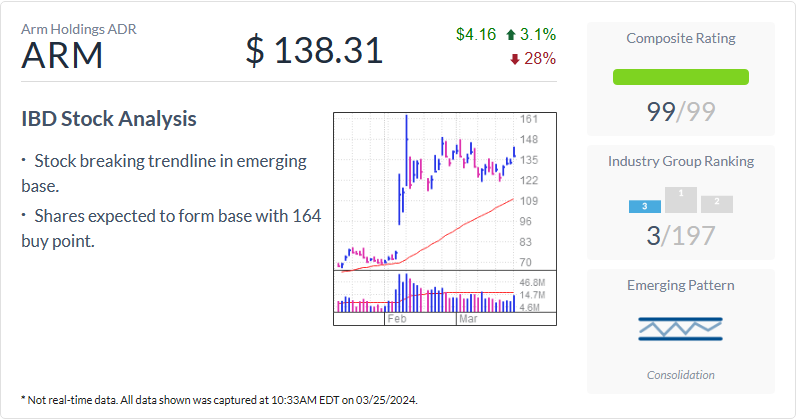 Arm Holdings ADR
ARM
$ 138.31
$4.16 3.1%
28%
IBD Stock Analysis
· Stock breaking trendline in emerging
base.
· Shares expected to form base with 164
buy point.
161
148
135
122
109
96
83
70
46.8M
14.7M
4.6M
Feb
Mar
Composite Rating
99/99
Industry Group Ranking
3
1
2
3/197
Emerging Pattern
Consolidation
* Not real-time data. All data shown was captured at 10:33AM EDT on 03/25/2024.